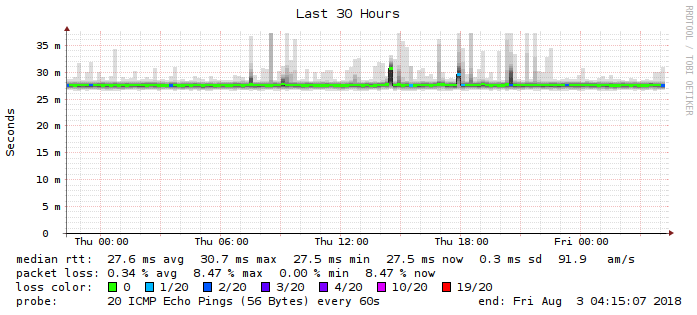 Last 30 Hours
RRDTOOL / TOBI OETIKER
Seconds
35 m
30 m
25 m
20 m
15 m
10 m
5 m
0
Thu 00:00 Thu 06:00 Thu 12:00 Thu 18:00 Fri 00:00
median rtt: 27.6 ms avg 30.7 ms max 27.5 ms min 27.5 ms now 0.3 ms sd 91.9 am/s
packet loss: 0.34 % avg 8.47 % max 0.00 % min 8.47 % now
loss color: 0 1/20 2/20 3/20 4/20 10/20 19/20
probe: 20 ICMP Echo Pings (56 Bytes) every 60s end: Fri Aug 3 04:15:07 2018